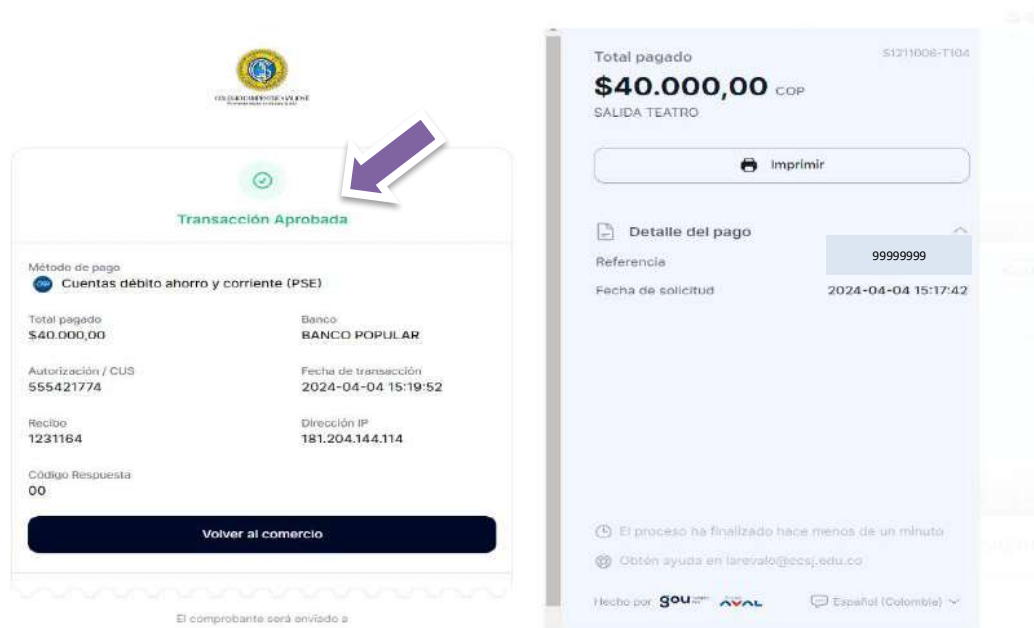 Transacción Aprobada
Método de pago
Cuentas débito ahorro y corriente (PSE)
Total pagado
$40.000,00
Banco
BANCO POPULAR
Autorización / CUS
555421774
Fecha de transacción
2024-04-04 15:19:52
Recibo
1231164
Dirección IP
181.204.144.114
Código Respuesta
00
Volver al comercio
El comprobante será enviado a
Total pagado
S1211006-T104
$40.000,00 COP
SALIDA TEATRO
Imprimir
Detalle del pago
Referencia
99999999
Fecha de solicitud
2024-04-04 15:17:42
El proceso ha finalizado hace menos de un minuto
Obtén ayuda en larevalo@ccsj.edu.co
Hecho por gou AVAL
Español (Colombia)